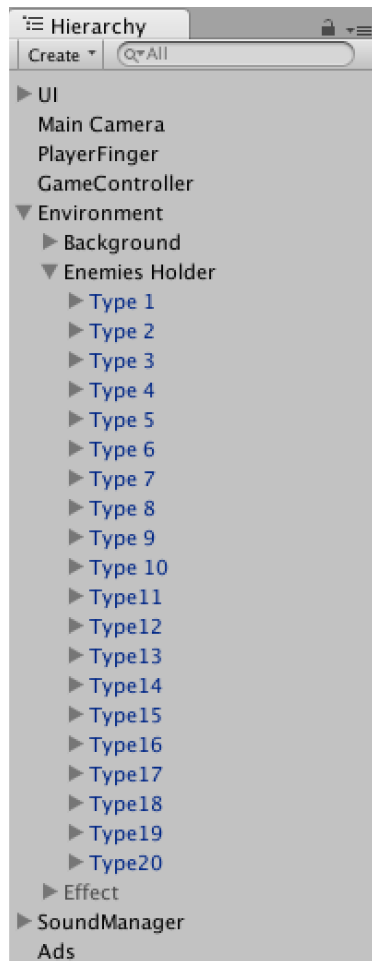 Hierarchy
Create All
UI
Main Camera
PlayerFinger
GameController
Environment
Background
Enemies Holder
Type 1
Type 2
Type 3
Type 4
Type 5
Type 6
Type 7
Type 8
Type 9
Type 10
Type11
Type12
Type13
Type14
Type15
Type16
Type17
Type18
Type19
Type20
Effect
SoundManager
Ads